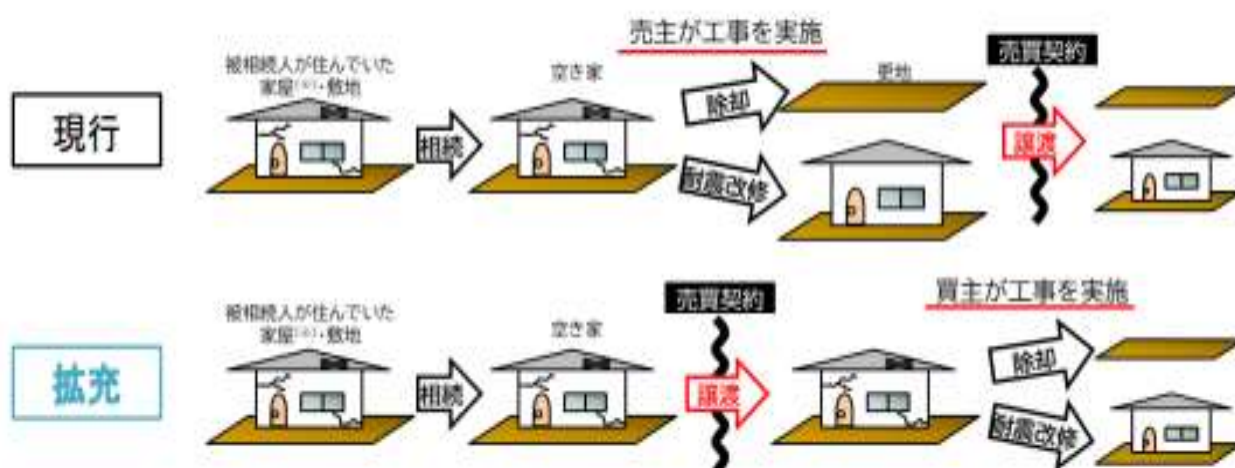 売主が工事を実施
売買契約
被相続人が住んでいた
家屋(※)・敷地
空き家
更地
現行
相続
除却
耐震改修
譲渡
買主が工事を実施
売買契約
被相続人が住んでいた
家屋(※)・敷地
空き家
拡充
相続
譲渡
除却
耐震改修